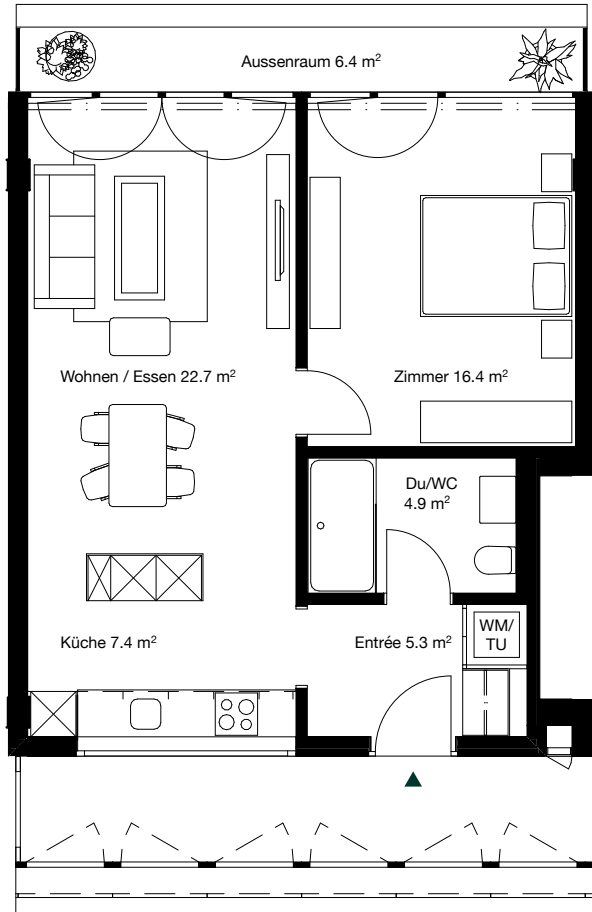 Aussenraum 6.4 m²
Wohnen / Essen 22.7 m²
Zimmer 16.4 m²
Du/WC
4.9 m²
Küche 7.4 m²
Entrée 5.3 m²
WM/
TU